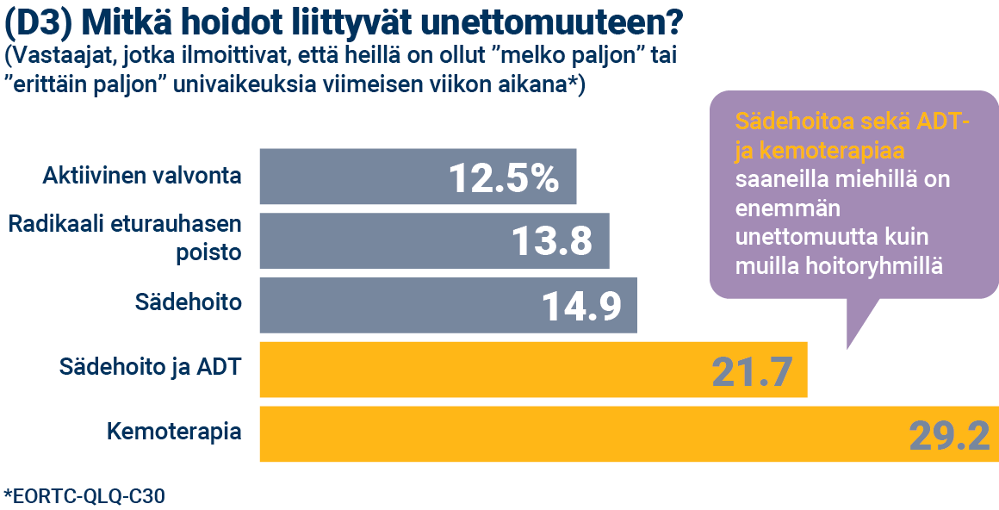 (D3) Mitkä hoidot liittyvät unettomuuteen?
(Vastaajat, jotka ilmoittivat, että heillä on ollut ”melko paljon” tai
”erittäin paljon” univaikeuksia viimeisen viikon aikana*)
Sädehoitoa sekä ADT-
ja kemoterapiaa
saaneilla miehillä on
enemmän
unettomuutta kuin
muilla hoitoryhmillä
Aktiivinen valvonta
12.5%
Radikaali eturauhasen
poisto
13.8
Sädehoito
14.9
Sädehoito ja ADT
21.7
Kemoterapia
29.2
*EORTC-QLQ-C30